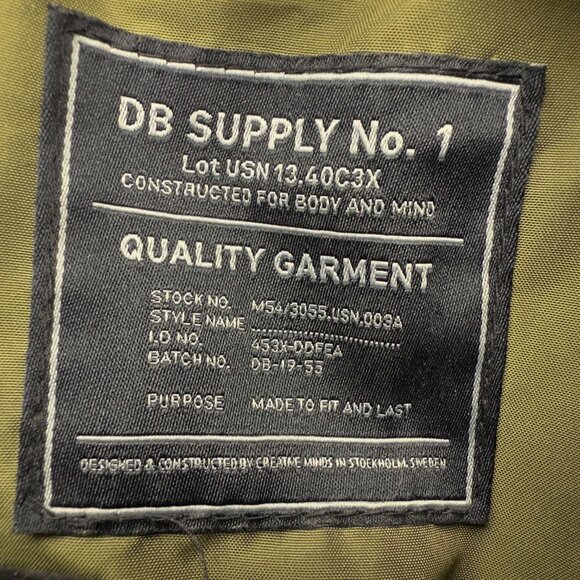 DB SUPPLY No. 1
Lot USN 13.40C3X
CONSTRUCTED FOR BODY AND MIND
QUALITY GARMENT
STOCK NO. M54/3055.USN.003A
STYLE NAME ........................
I.D NO. 453X-DDFEA
BATCH NO. DB-19-55
PURPOSE MADE TO FIT AND LAST
DESIGNED & CONSTRUCTED BY CREATIVE MINDS IN STOCKHOLM, SWEDEN